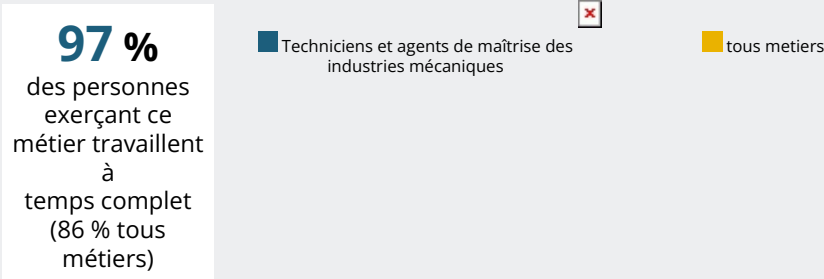 97 %
des personnes
exerçant ce
métier travaillent
à
temps complet
(86 % tous
métiers)
Techniciens et agents de maîtrise des
industries mécaniques
tous metiers